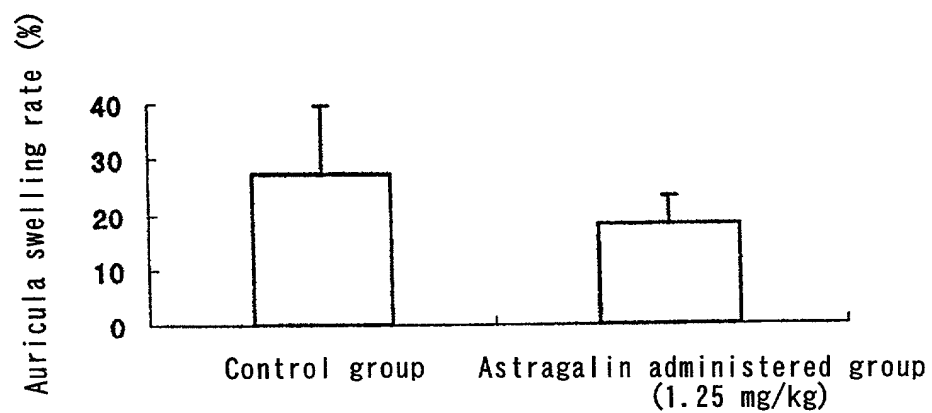 Auricula swelling rate (%)
40
30
20
10
0
Control group
Astragalin administered group
(1.25 mg/kg)